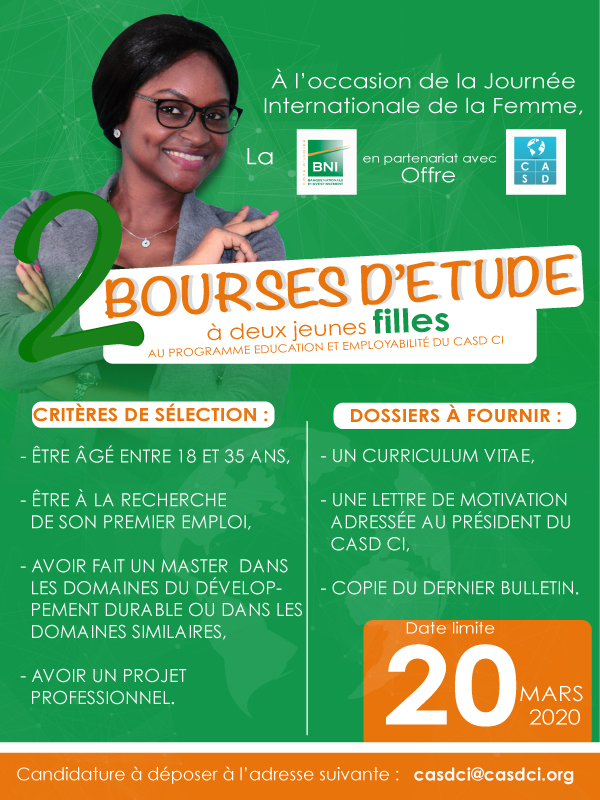 À l'occasion de la Journée
Internationale de la Femme,
La
BNI
BANQUE NATIONALE
D'INVESTISSEMENT
en partenariat avec
Offre
C A
S D
2
BOURSES D'ETUDE
à deux jeunes filles
AU PROGRAMME EDUCATION ET EMPLOYABILITÉ DU CASD CI
CRITÈRES DE SÉLECTION :
- ÊTRE ÂGÉ ENTRE 18 ET 35 ANS,
- ÊTRE À LA RECHERCHE
DE SON PREMIER EMPLOI,
- AVOIR FAIT UN MASTER DANS
LES DOMAINES DU DÉVELOP-
PEMENT DURABLE OU DANS LES
DOMAINES SIMILAIRES,
- AVOIR UN PROJET
PROFESSIONNEL.
DOSSIERS À FOURNIR :
- UN CURRICULUM VITAE,
- UNE LETTRE DE MOTIVATION
ADRESSÉE AU PRÉSIDENT DU
CASD CI,
- COPIE DU DERNIER BULLETIN.
Date limite
20 MARS
2020
Candidature à déposer à l'adresse suivante : casdci@casdci.org